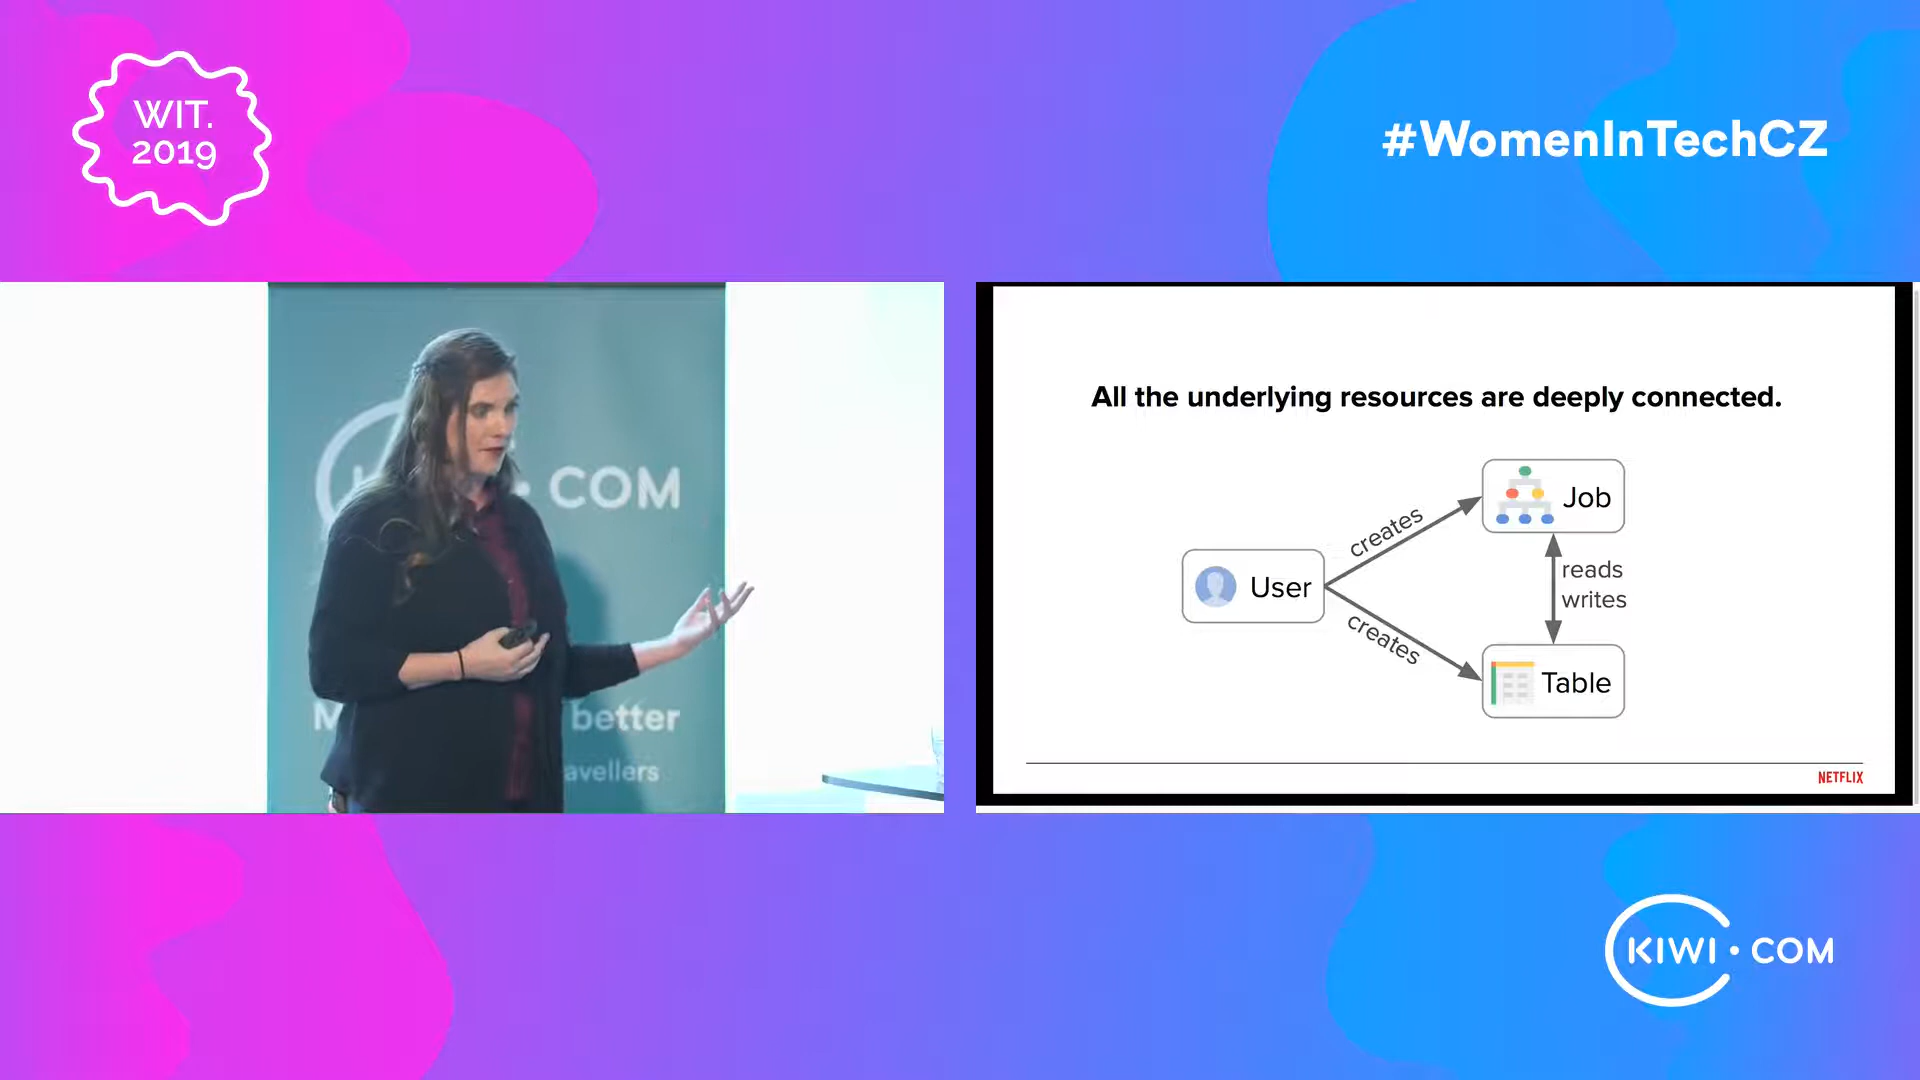 WIT.
2019
#WomenInTechCZ
.COM
better
avellers
All the underlying resources are deeply connected.
creates
Job
User
reads
writes
creates
Table
NETFLIX
KIWI.COM